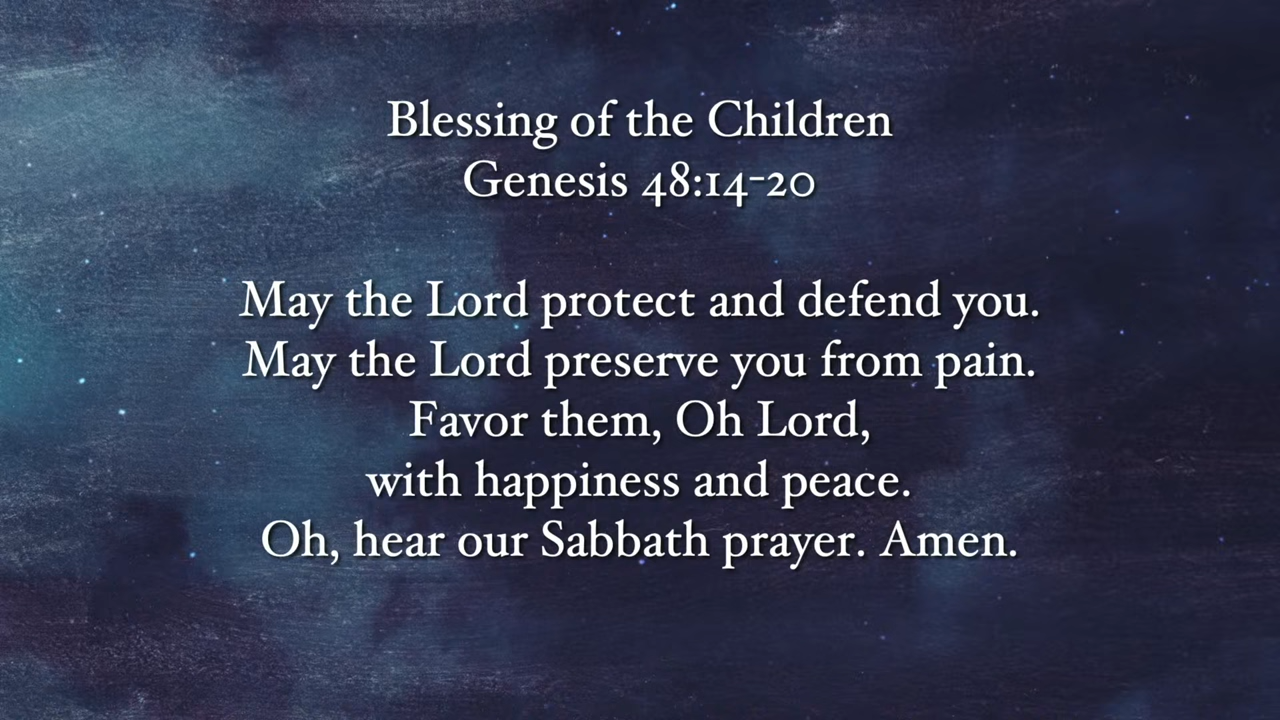 Blessing of the Children
Genesis 48:14-20
May the Lord protect and defend you.
May the Lord preserve you from pain.
Favor them, Oh Lord,
with happiness and peace.
Oh, hear our Sabbath prayer. Amen.